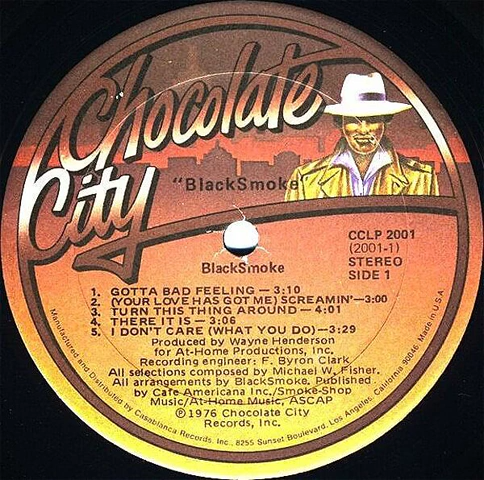 Chocolate
City
"BlackSmoke
CCLP 2001
(2001-1)
STEREO
SIDE 1
BlackSmoke
1. GOTTA BAD FEELING — 3:10
2. (YOUR LOVE HAS GOT ME) SCREAMIN' — 3:00
3. TURN THIS THING AROUND — 4:01
4. THERE IT IS — 3:06
5. I DON'T CARE (WHAT YOU DO) — 3:29
Produced by Wayne Henderson
for At-Home Productions, Inc.
Recording engineer: F. Byron Clark
All selections composed by Michael W. Fisher.
All arrangements by BlackSmoke. Published
by Cafe Americana Inc./Smoke-Shop
Music/At-Home Music, ASCAP
℗1976 Chocolate City
Records, Inc.
Manufactured and Distributed by Casablanca Records, Inc., 8255 Sunset Boulevard, Los Angeles, California 90046, Made in U.S.A.